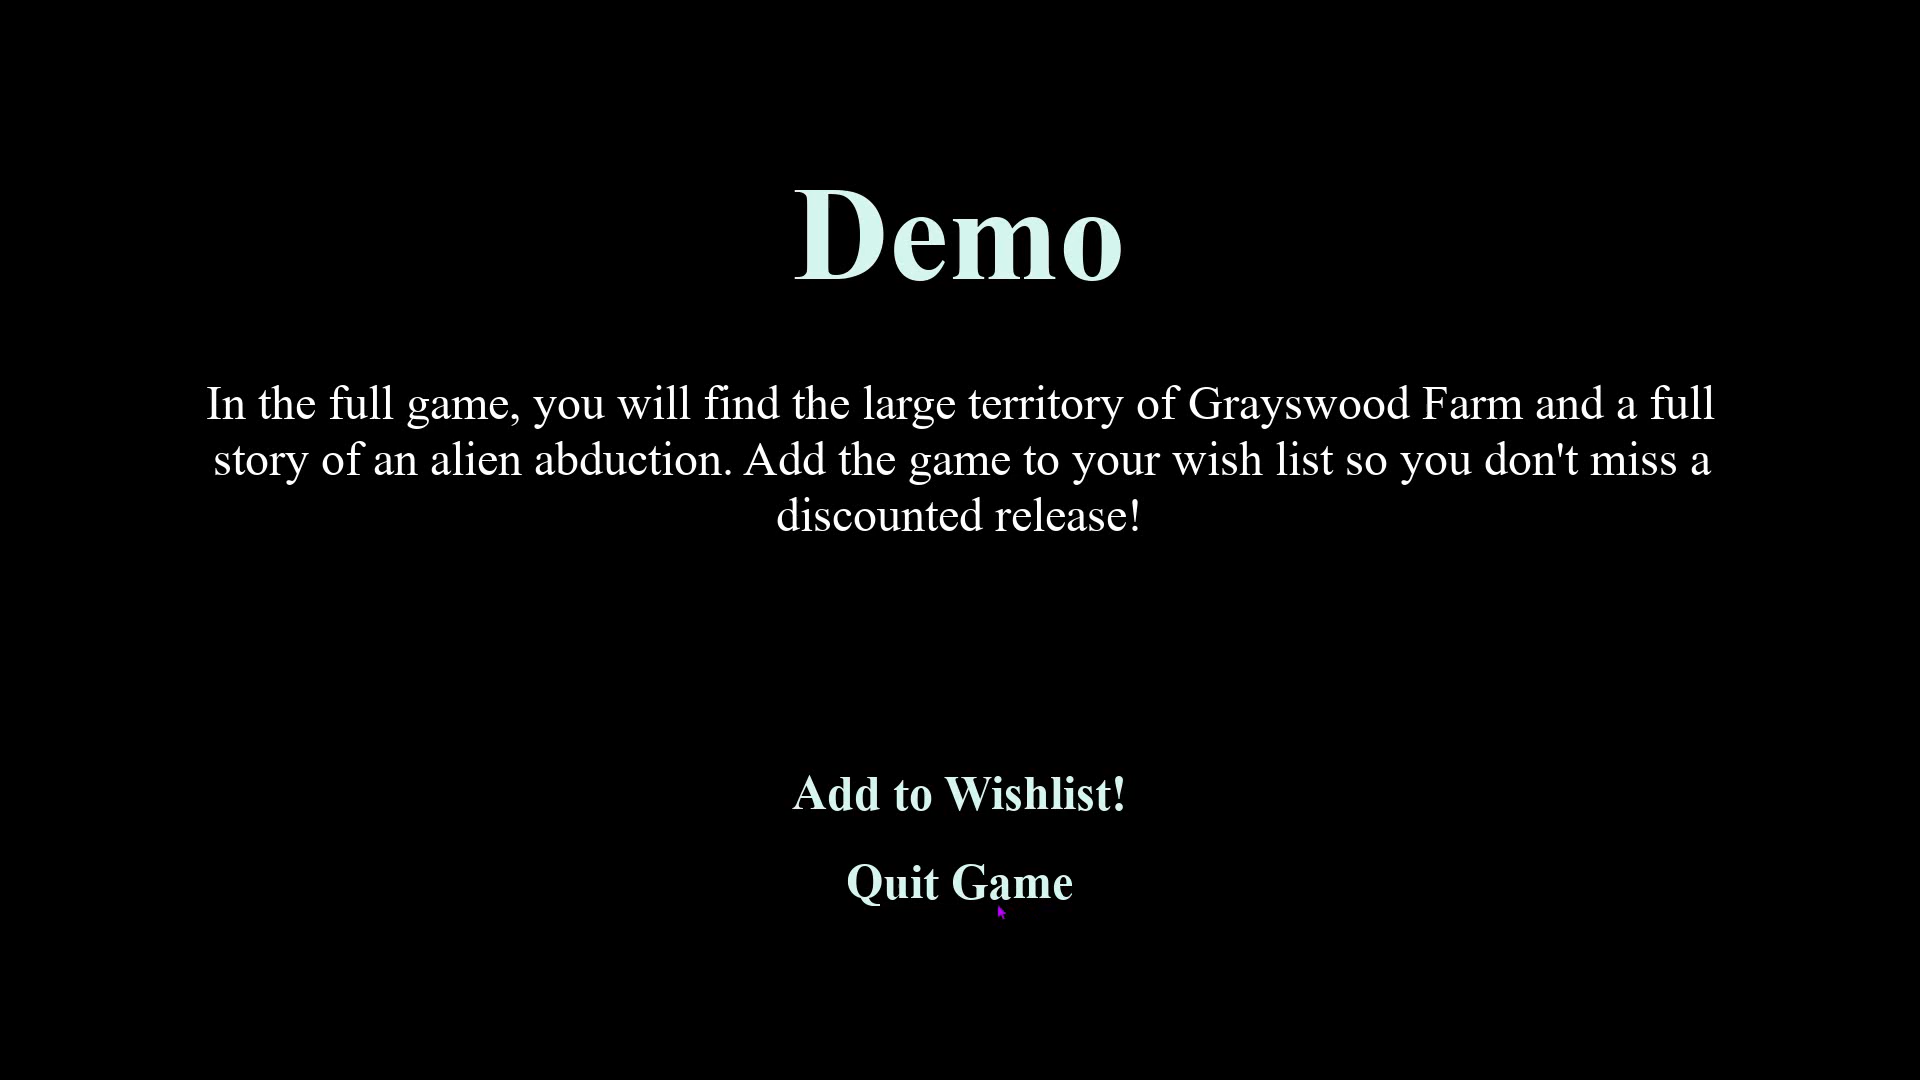 Demo
In the full game, you will find the large territory of Grayswood Farm and a full
story of an alien abduction. Add the game to your wish list so you don't miss a
discounted release!
Add to Wishlist!
Quit Game